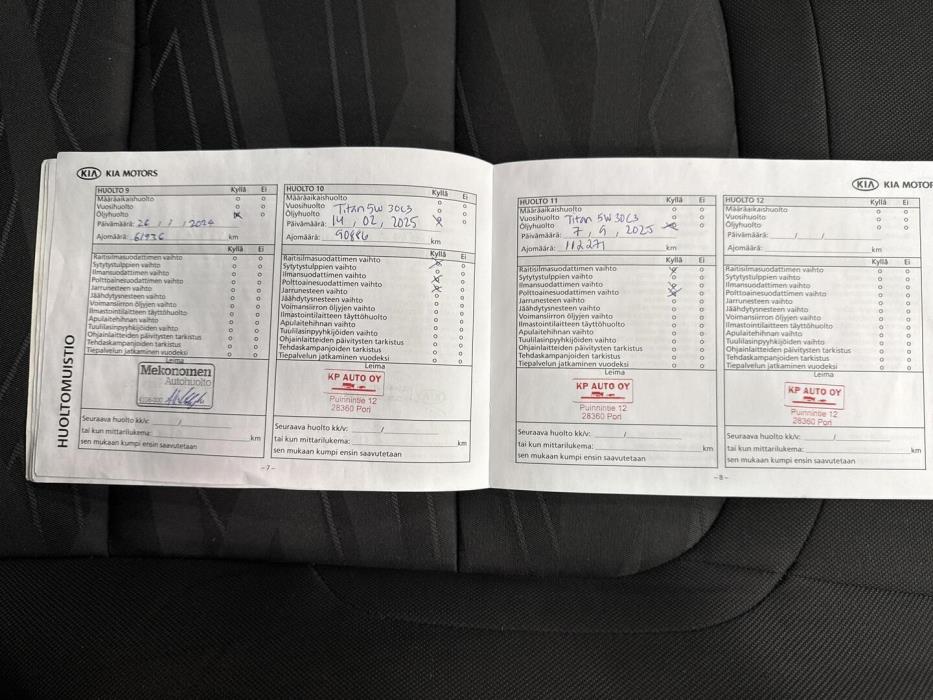 KIA KIA MOTORS
HUOLTOMUISTIO
HUOLTO 9 Kyllä Ei
Määräaikaishuolto
Vuosihuolto
Öljyhuolto
Päivämäärä: 2024
Ajomäärä: 61936 km
Kyllä Ei
Raitisilmasuodattimen vaihto
Sytytystulppien vaihto
Ilmansuodattimen vaihto
Polttoainesuodattimen vaihto
Jarrunesteen vaihto
Jäähdytysnesteen vaihto
Voimansiirron öljyjen vaihto
Ilmastointilaitteen täyttöhuolto
Apulaitehihnan vaihto
Tuulilasinpyyhkijöiden vaihto
Ohjainlaitteiden päivitysten tarkistus
Tehdaskampanjoiden tarkistus
Tiepalvelun jatkaminen vuodeksi
Leima
Mekonomen
Autohuolto
Seuraava huolto kk/v: /
tai kun mittarilukema: km
sen mukaan kumpi ensin saavutetaan
HUOLTO 10 Kyllä Ei
Määräaikaishuolto
Vuosihuolto Titan 5W30C3
Öljyhuolto
Päivämäärä: 14, 02, 2025
Ajomäärä: km
Kyllä Ei
Raitisilmasuodattimen vaihto
Sytytystulppien vaihto
Ilmansuodattimen vaihto
Polttoainesuodattimen vaihto
Jarrunesteen vaihto
Jäähdytysnesteen vaihto
Voimansiirron öljyjen vaihto
Ilmastointilaitteen täyttöhuolto
Apulaitehihnan vaihto
Tuulilasinpyyhkijöiden vaihto
Ohjainlaitteiden päivitysten tarkistus
Tehdaskampanjoiden tarkistus
Tiepalvelun jatkaminen vuodeksi
Leima
KP AUTO OY
Puinnintie 12
28360 Pori
Seuraava huolto kk/v: /
tai kun mittarilukema: km
sen mukaan kumpi ensin saavutetaan
-7-
KIA KIA MOTOR
HUOLTO 11 Kyllä Ei
Määräaikaishuolto
Vuosihuolto Titan 5W30C3
Öljyhuolto
Päivämäärä: 7, 9, 2025
Ajomäärä: 112271 km
Kyllä Ei
Raitisilmasuodattimen vaihto
Sytytystulppien vaihto
Ilmansuodattimen vaihto
Polttoainesuodattimen vaihto
Jarrunesteen vaihto
Jäähdytysnesteen vaihto
Voimansiirron öljyjen vaihto
Ilmastointilaitteen täyttöhuolto
Apulaitehihnan vaihto
Tuulilasinpyyhkijöiden vaihto
Ohjainlaitteiden päivitysten tarkistus
Tehdaskampanjoiden tarkistus
Tiepalvelun jatkaminen vuodeksi
Leima
KP AUTO OY
Puinnintie 12
28360 Pori
Seuraava huolto kk/v: /
tai kun mittarilukema: km
sen mukaan kumpi ensin saavutetaan
HUOLTO 12 Kyllä Ei
Määräaikaishuolto
Vuosihuolto
Öljyhuolto
Päivämäärä: / /
Ajomäärä: km
Kyllä Ei
Raitisilmasuodattimen vaihto
Sytytystulppien vaihto
Ilmansuodattimen vaihto
Polttoainesuodattimen vaihto
Jarrunesteen vaihto
Jäähdytysnesteen vaihto
Voimansiirron öljyjen vaihto
Ilmastointilaitteen täyttöhuolto
Apulaitehihnan vaihto
Tuulilasinpyyhkijöiden vaihto
Ohjainlaitteiden päivitysten tarkistus
Tehdaskampanjoiden tarkistus
Tiepalvelun jatkaminen vuodeksi
Leima
KP AUTO OY
Puinnintie 12
28360 Pori
Seuraava huolto kk/v: /
tai kun mittarilukema: km
sen mukaan kumpi ensin saavutetaan
-8-